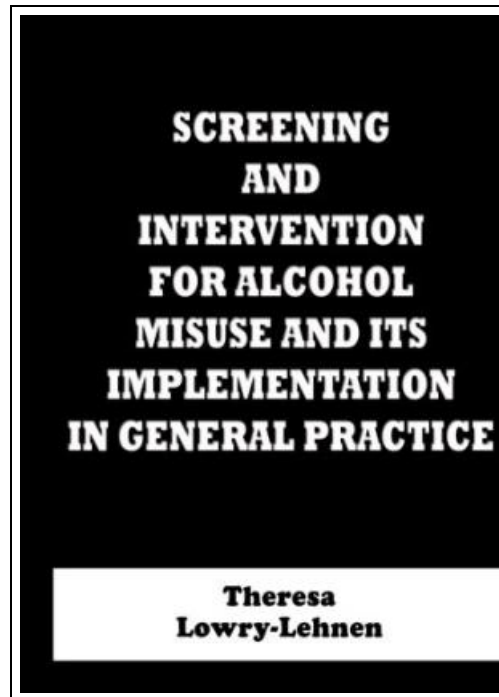 SCREENING
AND
INTERVENTION
FOR ALCOHOL
MISUSE AND ITS
IMPLEMENTATION
IN GENERAL PRACTICE
Theresa
Lowry-Lehnen